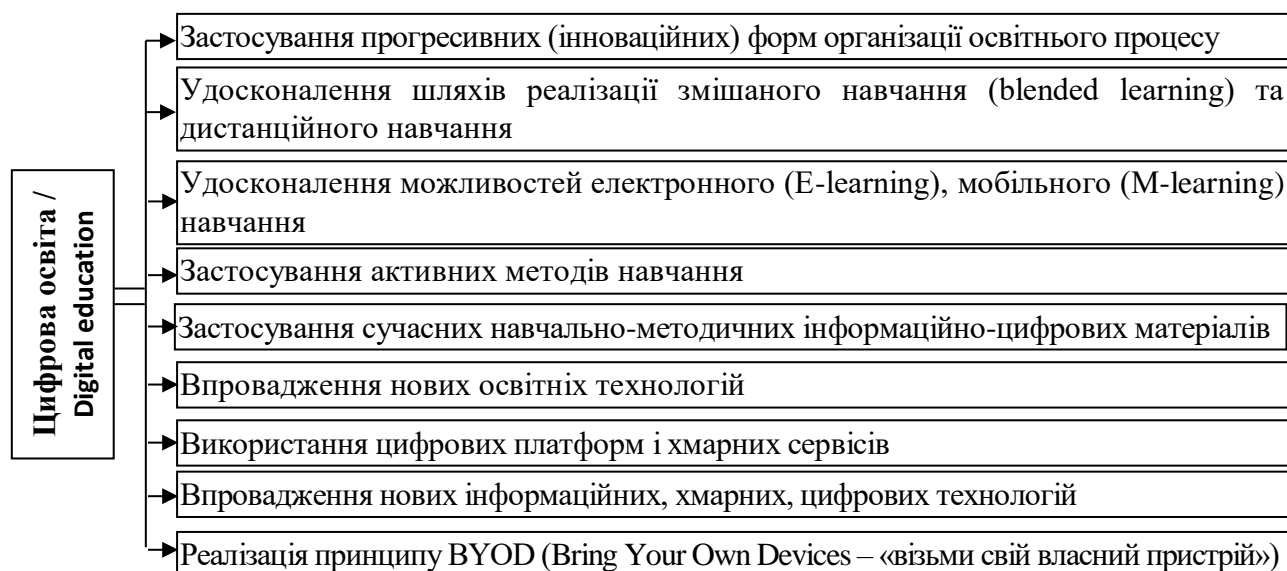 Цифрова освіта /
Digital education
Застосування прогресивних (інноваційних) форм організації освітнього процесу
Удосконалення шляхів реалізації змішаного навчання (blended learning) та
дистанційного навчання
Удосконалення можливостей електронного (E-learning), мобільного (M-learning)
навчання
Застосування активних методів навчання
Застосування сучасних навчально-методичних інформаційно-цифрових матеріалів
Впровадження нових освітніх технологій
Використання цифрових платформ і хмарних сервісів
Впровадження нових інформаційних, хмарних, цифрових технологій
Реалізація принципу BYOD (Bring Your Own Devices – «візьми свій власний пристрій»)